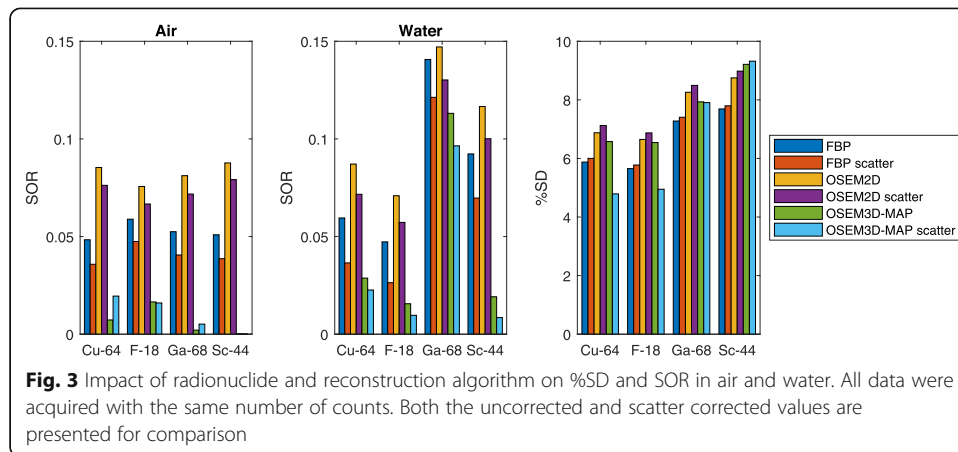 Air
Water
0.15
0.1
0.05
0
SOR
Cu-64 F-18 Ga-68 Sc-44
0.15
0.1
0.05
0
SOR
Cu-64 F-18 Ga-68 Sc-44
10
8
6
4
2
0
%SD
Cu-64 F-18 Ga-68 Sc-44
FBP
FBP scatter
OSEM2D
OSEM2D scatter
OSEM3D-MAP
OSEM3D-MAP scatter
Fig. 3 Impact of radionuclide and reconstruction algorithm on %SD and SOR in air and water. All data were
acquired with the same number of counts. Both the uncorrected and scatter corrected values are
presented for comparison